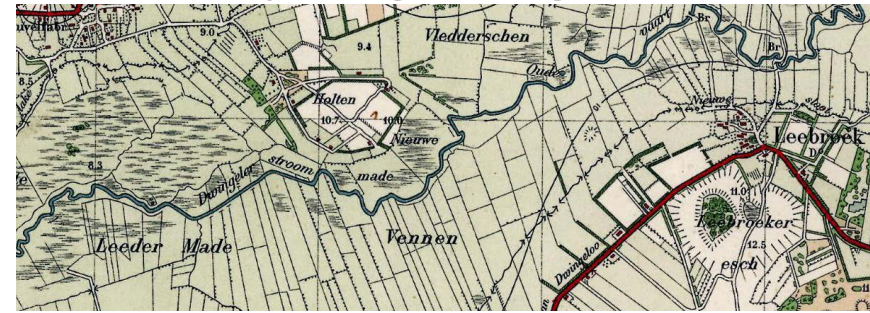 Br
Vledderschen
vaart
9.0
9.4
Br
Oude
8.5
Holten
Nieuwe
sloot
10.7
10.0
Nieuwe
Leebroek
8.3
stroom
made
Dwingeler
11.0
Leebroeker
Leeder Made
Vennen
12.5
Dwingeloo
esch